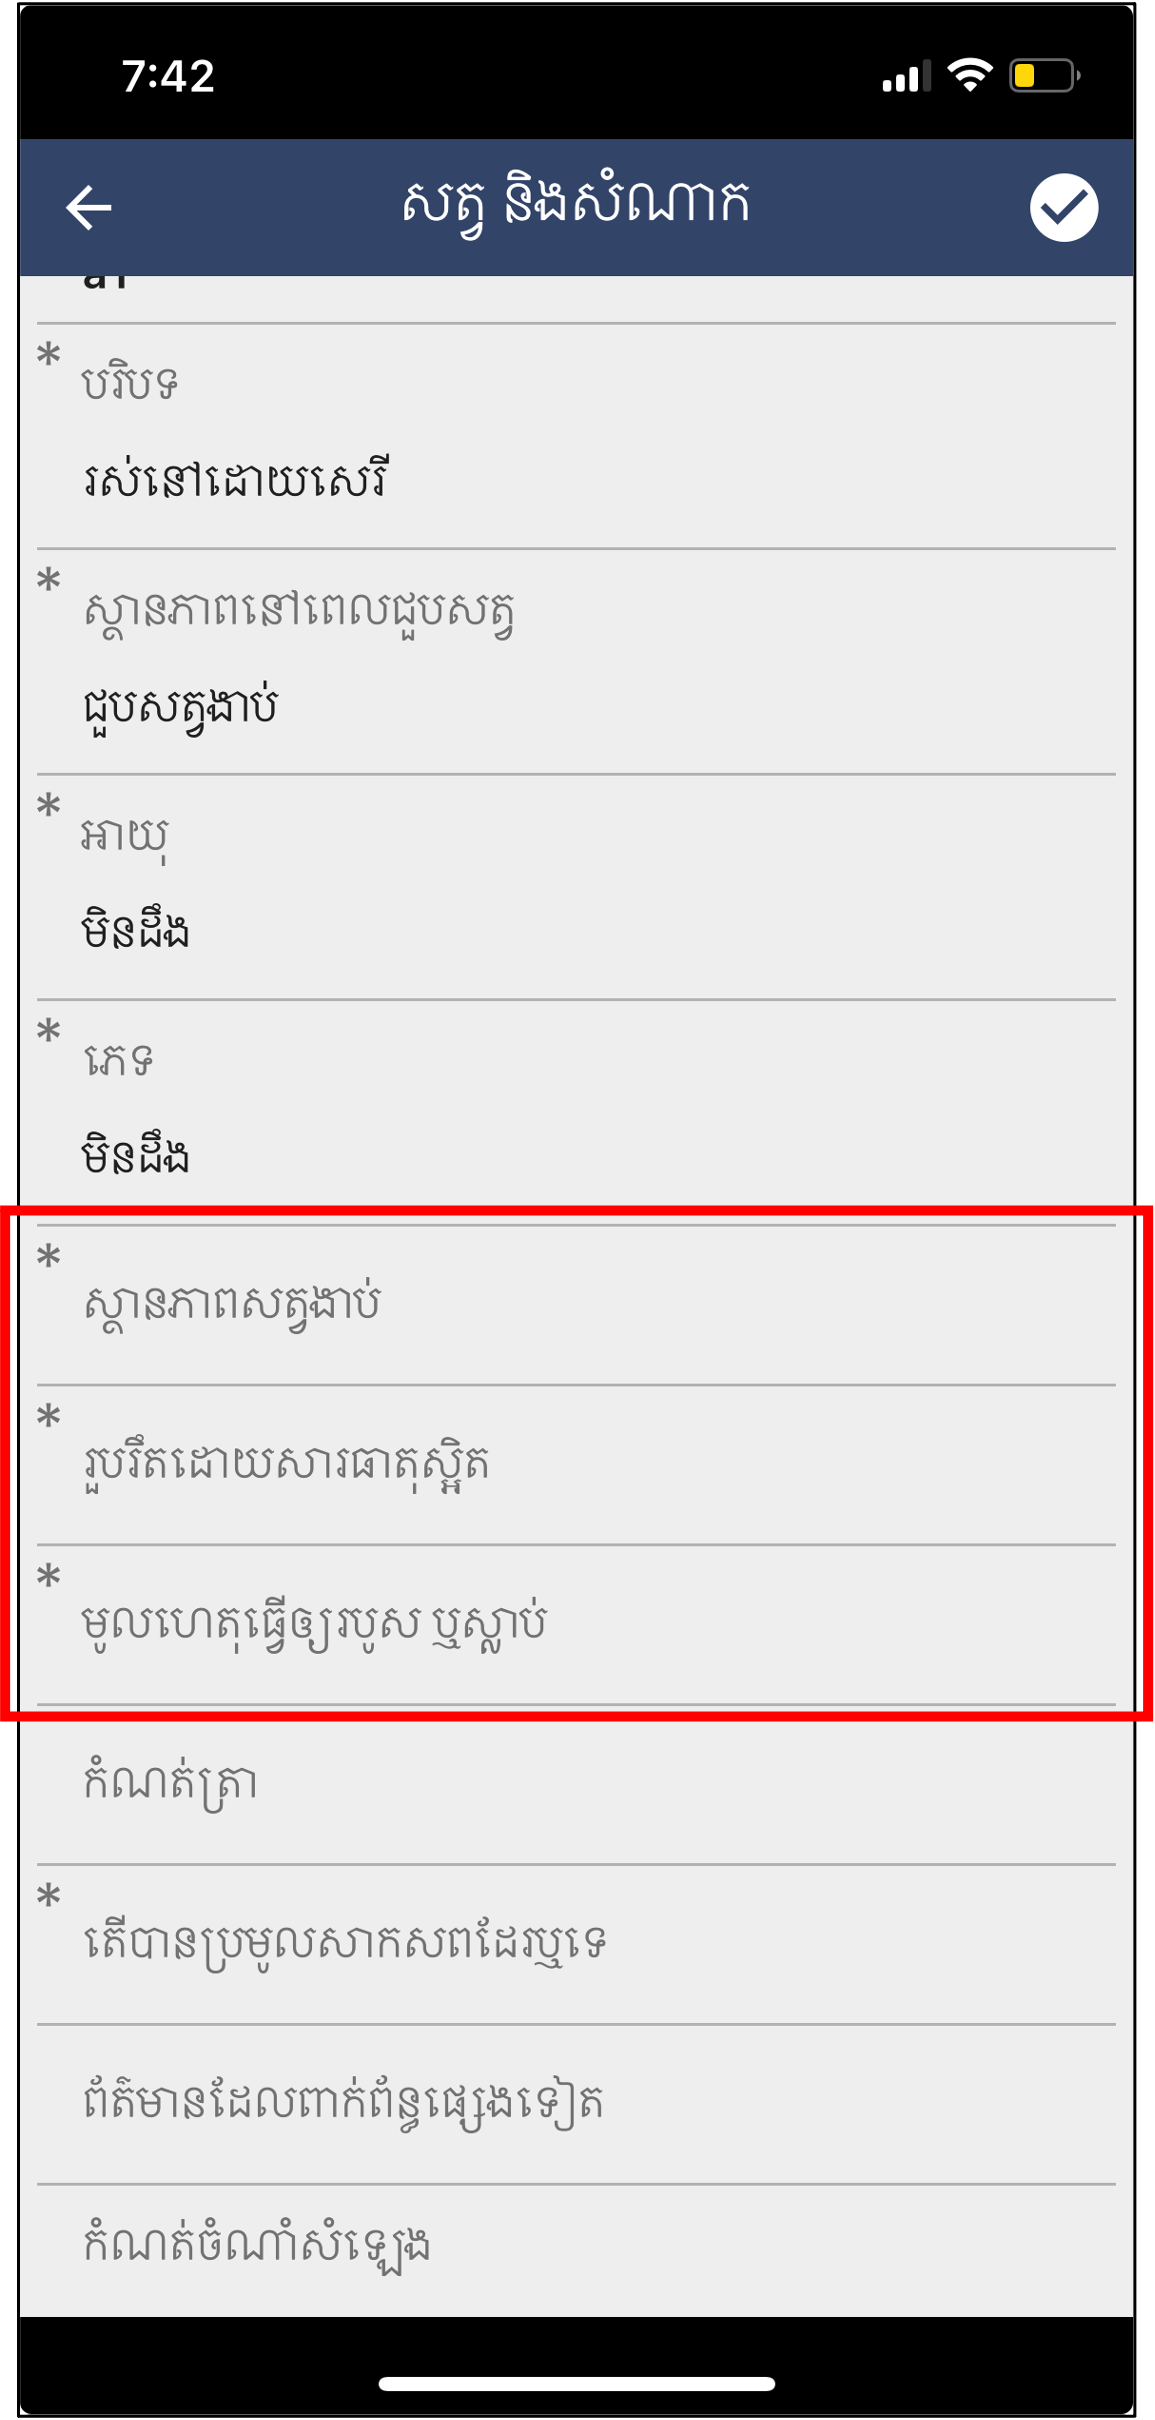 7:42
សត្វ និងសំណាក
*
បរិបទ
រស់នៅដោយសេរី
*
ស្ថានភាពនៅពេលជួបសត្វ
ជួបសត្វងាប់
*
អាយុ
មិនដឹង
*
ភេទ
មិនដឹង
*
ស្ថានភាពសត្វងាប់
*
រួបរឹតដោយសារធាតុស្អិត
*
មូលហេតុធ្វើឲ្យរបូស ឬស្លាប់
កំណត់ត្រា
*
តើបានប្រមូលសាកសពដែរឬទេ
ព័ត៌មានដែលពាក់ព័ន្ធផ្សេងទៀត
កំណត់ចំណាំសំឡេង